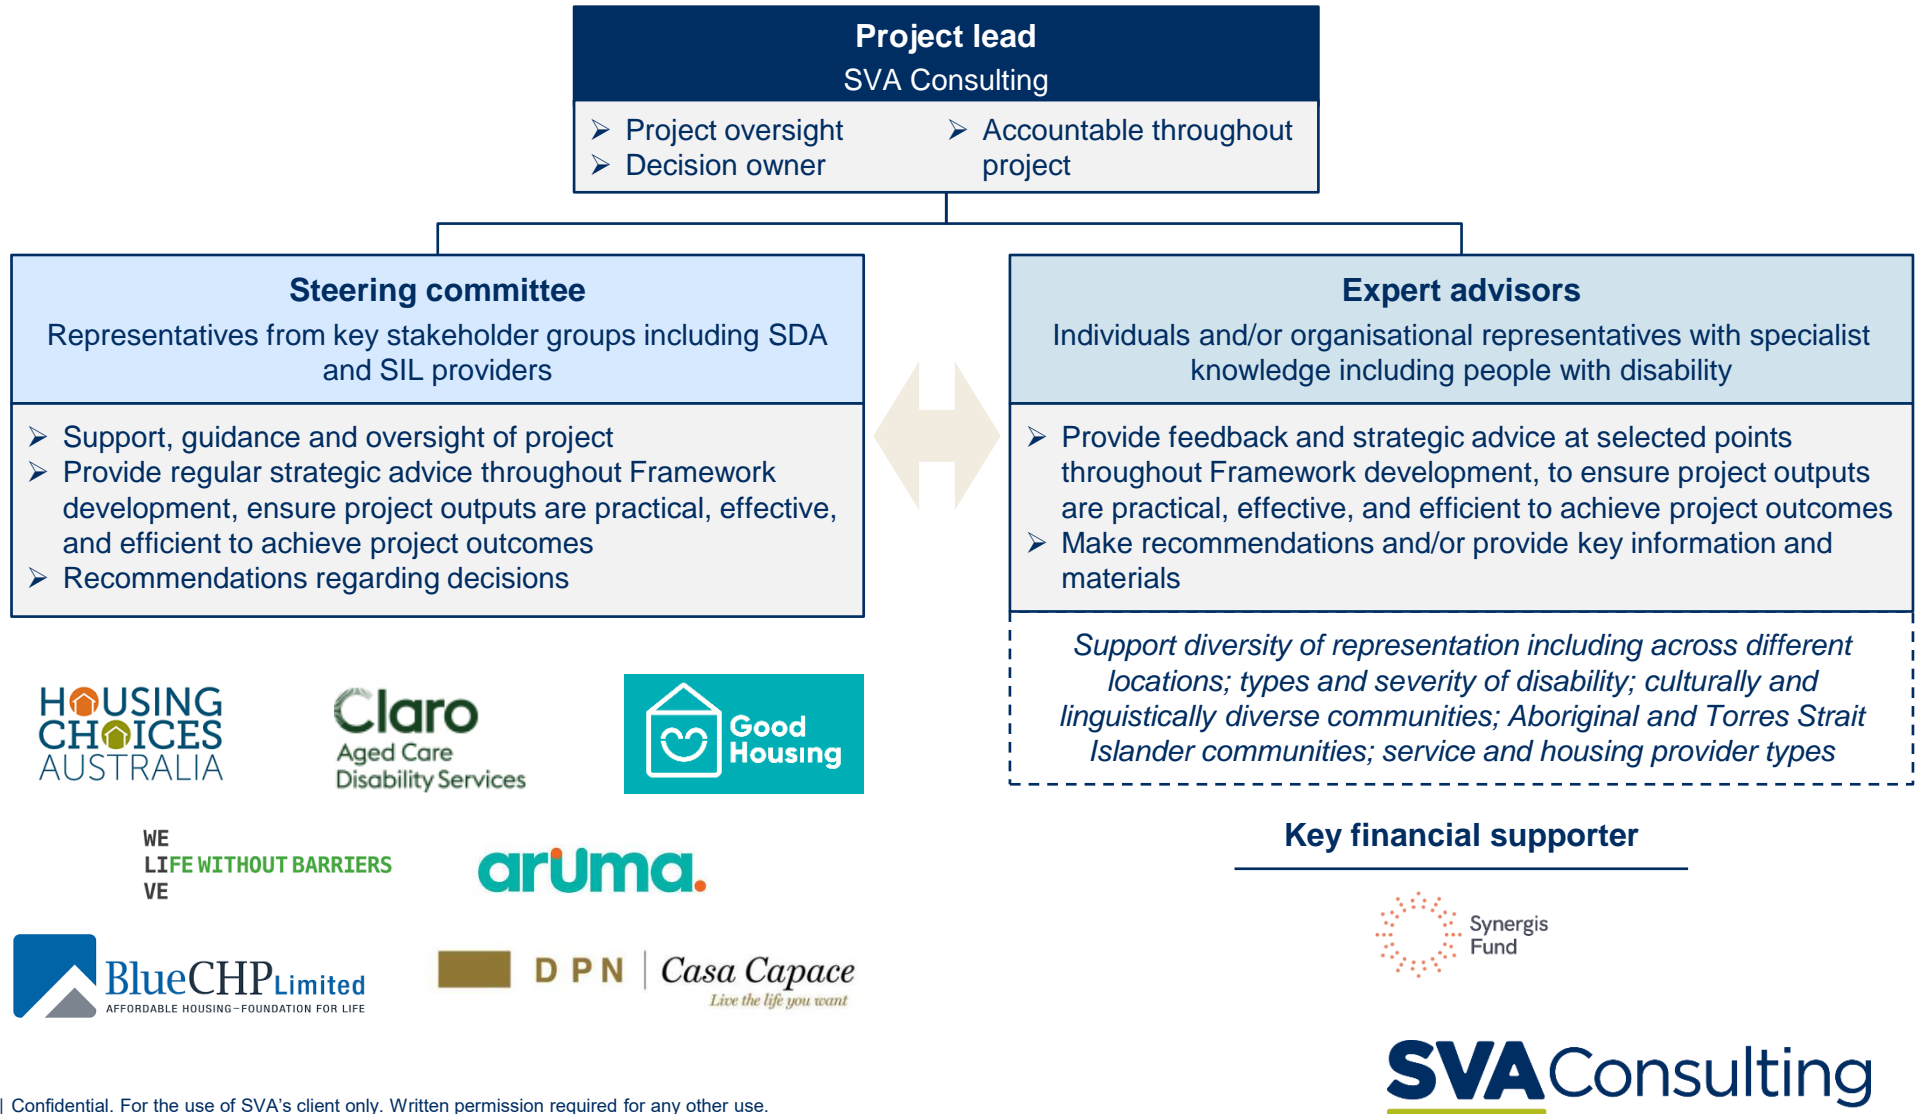 Project lead
SVA Consulting
➢ Project oversight
➢ Decision owner
➢ Accountable throughout
project
Steering committee
Representatives from key stakeholder groups including SDA
and SIL providers
➢ Support, guidance and oversight of project
➢ Provide regular strategic advice throughout Framework
development, ensure project outputs are practical, effective,
and efficient to achieve project outcomes
➢ Recommendations regarding decisions
Expert advisors
Individuals and/or organisational representatives with specialist
knowledge including people with disability
➢ Provide feedback and strategic advice at selected points
throughout Framework development, to ensure project outputs
are practical, effective, and efficient to achieve project outcomes
➢ Make recommendations and/or provide key information and
materials
Support diversity of representation including across different
locations; types and severity of disability; culturally and
linguistically diverse communities; Aboriginal and Torres Strait
Islander communities; service and housing provider types
HOUSING
CHOICES
AUSTRALIA
Claro
Aged Care
Disability Services
Good
Housing
WE
LIFE WITHOUT BARRIERS
VE
aruma.
BlueCHP Limited
AFFORDABLE HOUSING–FOUNDATION FOR LIFE
DPN | Casa Capace
Live the life you want
Key financial supporter
Synergis
Fund
SVA Consulting
| Confidential. For the use of SVA's client only. Written permission required for any other use.